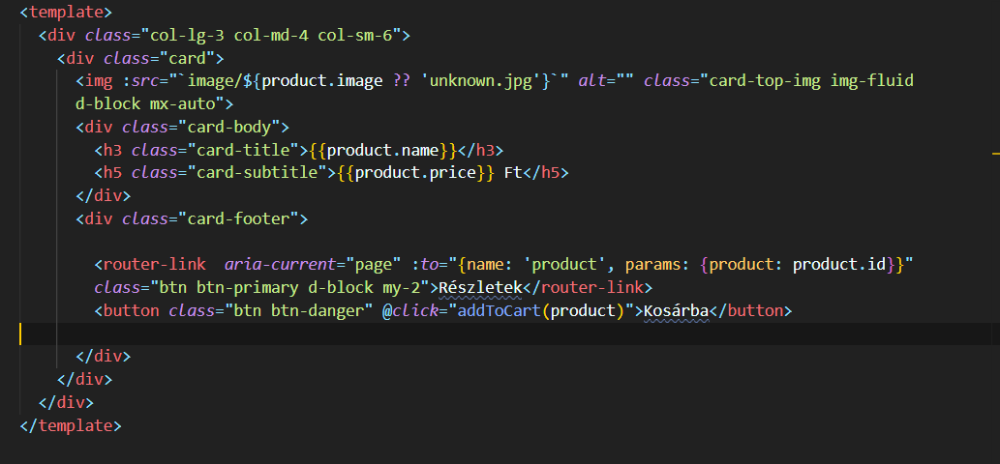 <template>
<div class="col-lg-3 col-md-4 col-sm-6">
<div class="card">
<img :src="`image/${product.image ?? 'unknown.jpg'}`" alt="" class="card-top-img img-fluid
d-block mx-auto">
<div class="card-body">
<h3 class="card-title">{{product.name}}</h3>
<h5 class="card-subtitle">{{product.price}} Ft</h5>
</div>
<div class="card-footer">
<router-link  aria-current="page" :to="{name: 'product', params: {product: product.id}}"
class="btn btn-primary d-block my-2">Részletek</router-link>
<button class="btn btn-danger" @click="addToCart(product)">Kosárba</button>
</div>
</div>
</div>
</template>